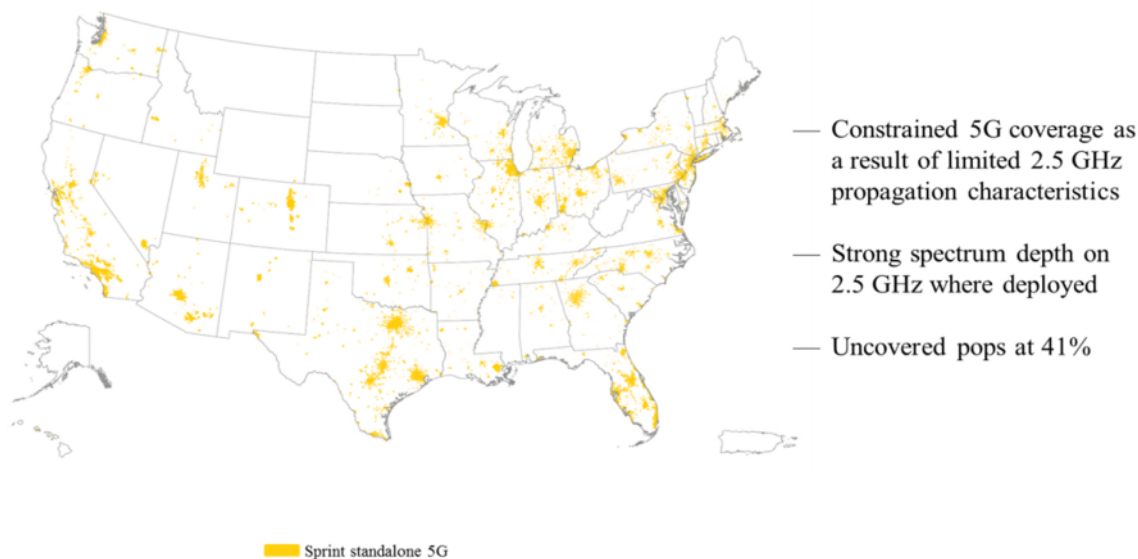 — Constrained 5G coverage as
a result of limited 2.5 GHz
propagation characteristics
— Strong spectrum depth on
2.5 GHz where deployed
— Uncovered pops at 41%
Sprint standalone 5G